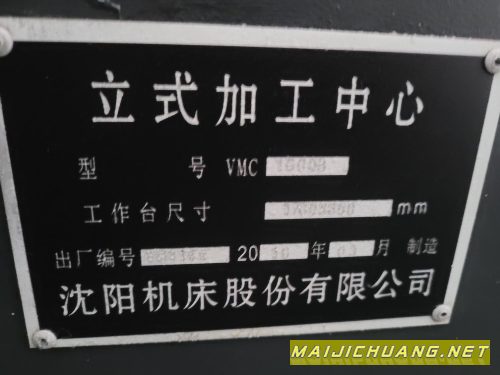 立式加工中心
型 号 VMC
工作台尺寸 mm
出厂编号 20 年 月 制造
沈阳机床股份有限公司
MAIJICHUANG.NET